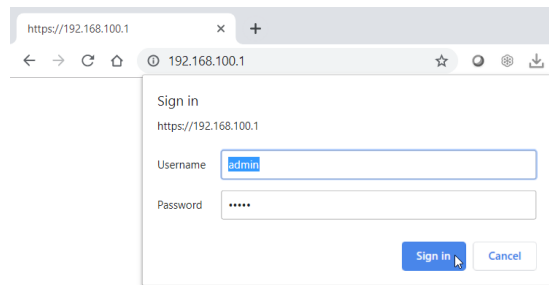 https://192.168.100.1
192.168.100.1
Sign in
https://192.168.100.1
Username admin
Password •••••
Sign in Cancel